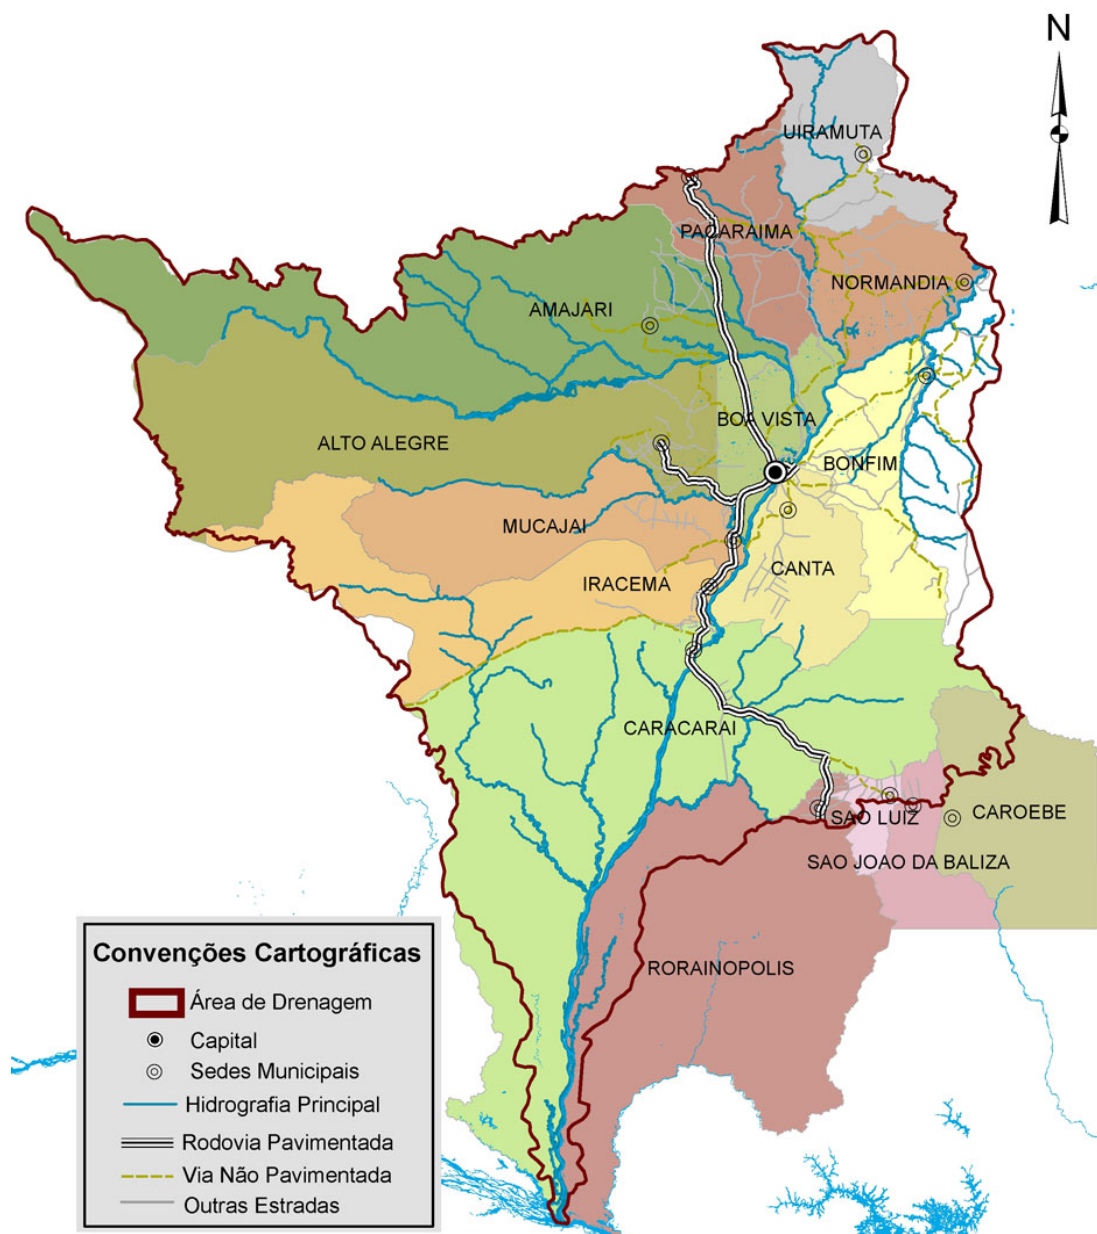 N
UIRAMUTA
PACARAIMA
NORMANDIA
AMAJARI
BOA VISTA
ALTO ALEGRE
BONFIM
MUCAJAI
CANTA
IRACEMA
CARACARAI
SAO LUIZ
CAROEBE
SAO JOAO DA BALIZA
RORAINOPOLIS
Convenções Cartográficas
Área de Drenagem
Capital
Sedes Municipais
Hidrografia Principal
Rodovia Pavimentada
Via Não Pavimentada
Outras Estradas